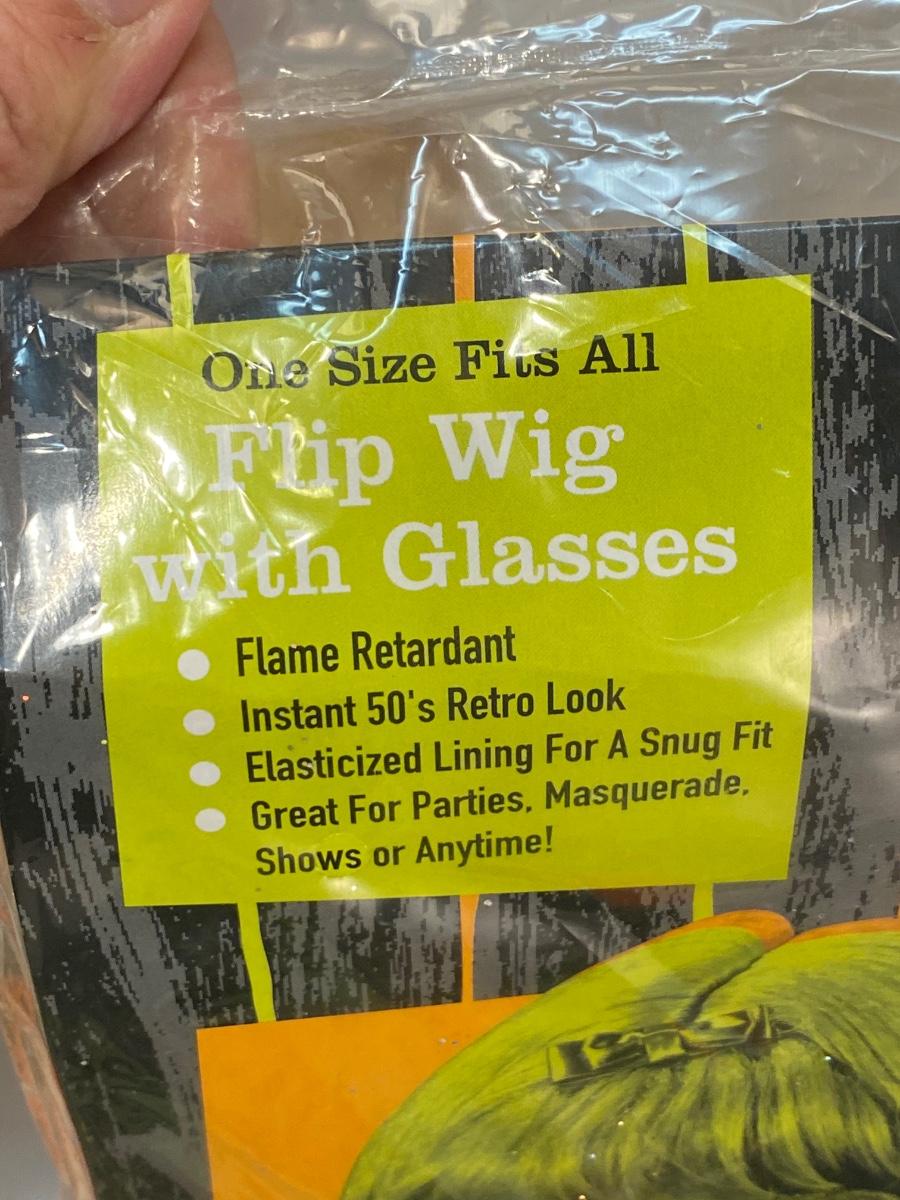 One Size Fits All
Flip Wig
with Glasses
Flame Retardant
Instant 50's Retro Look
Elasticized Lining For A Snug Fit
Great For Parties, Masquerade,
Shows or Anytime!